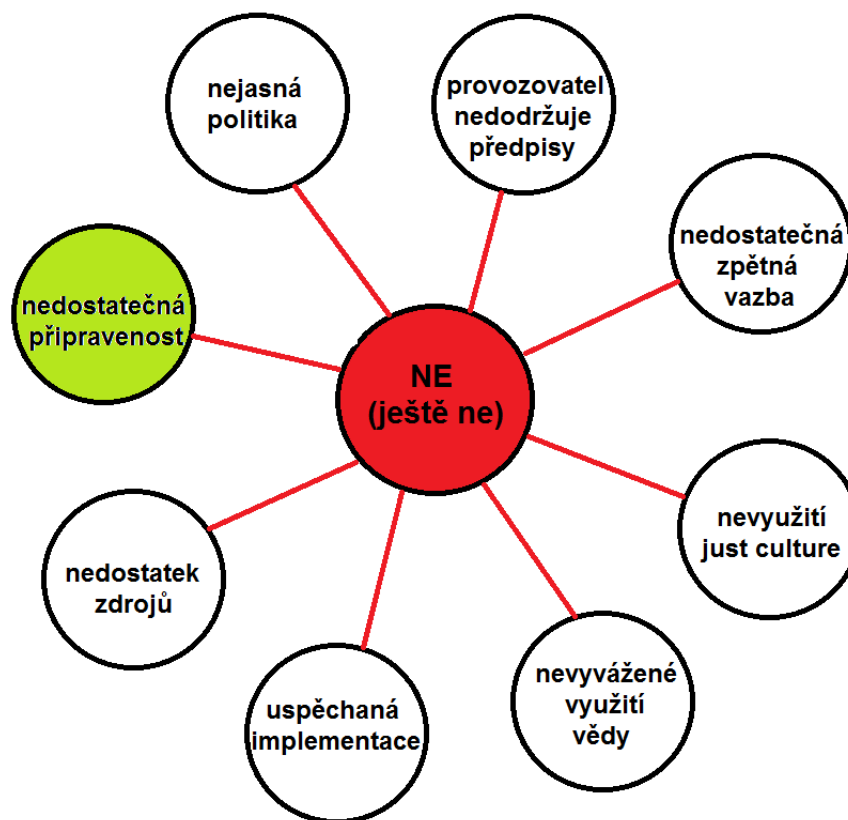 nejasná
politika
provozovatel
nedodržuje
předpisy
nedostatečná
zpětná
vazba
nedostatečná
připravenost
NE
(ještě ne)
nevyužití
just culture
nedostatek
zdrojů
uspěchaná
implementace
nevyvážené
využití
vědy